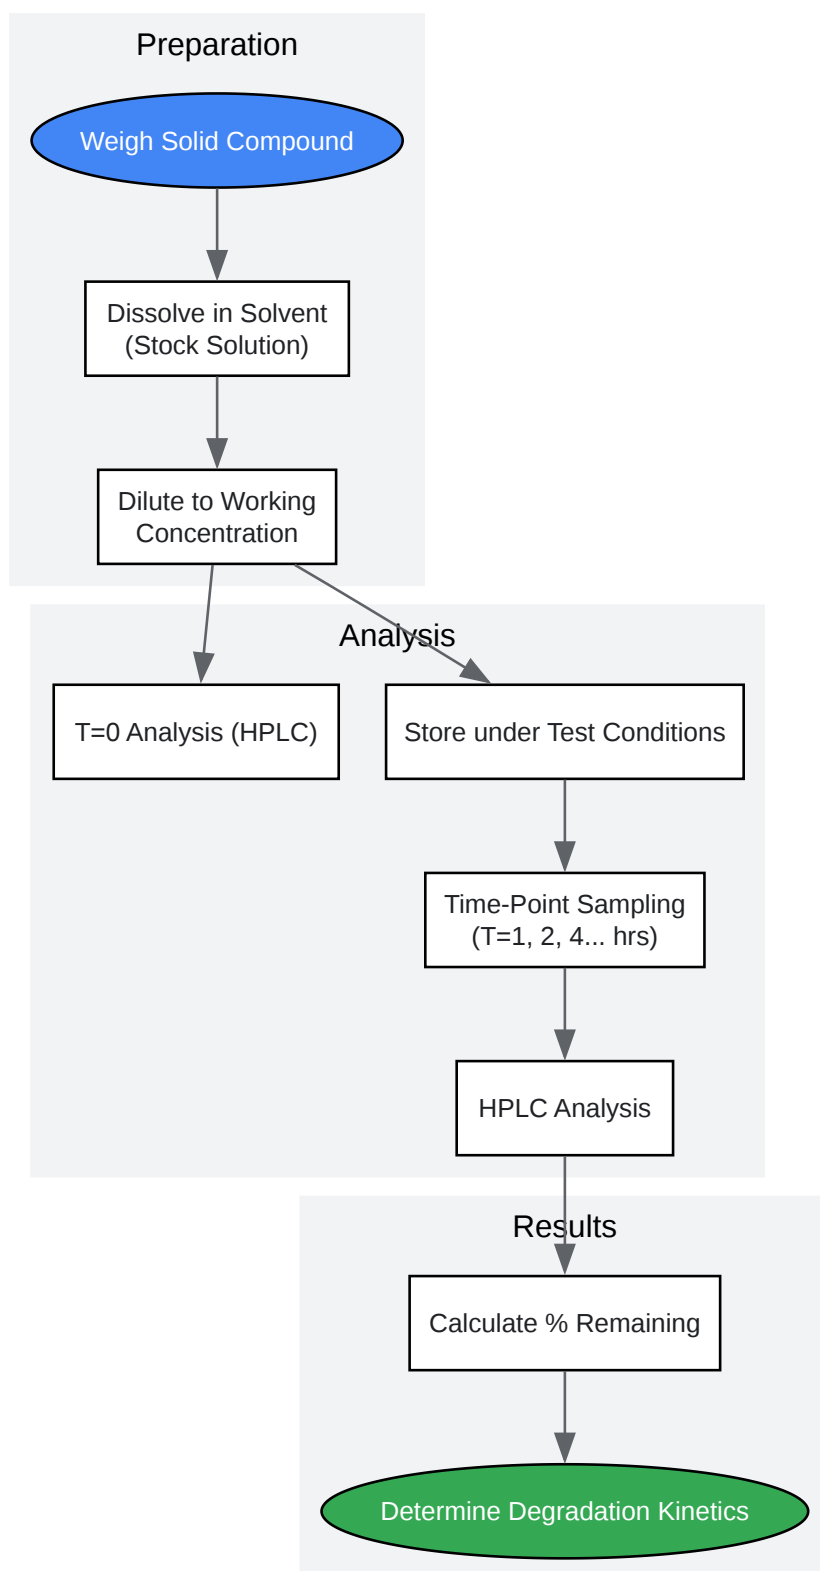 Preparation
Weigh Solid Compound
Dissolve in Solvent
(Stock Solution)
Dilute to Working
Concentration
Analysis
T=0 Analysis (HPLC)
Store under Test Conditions
Time-Point Sampling
(T=1, 2, 4... hrs)
HPLC Analysis
Results
Calculate % Remaining
Determine Degradation Kinetics